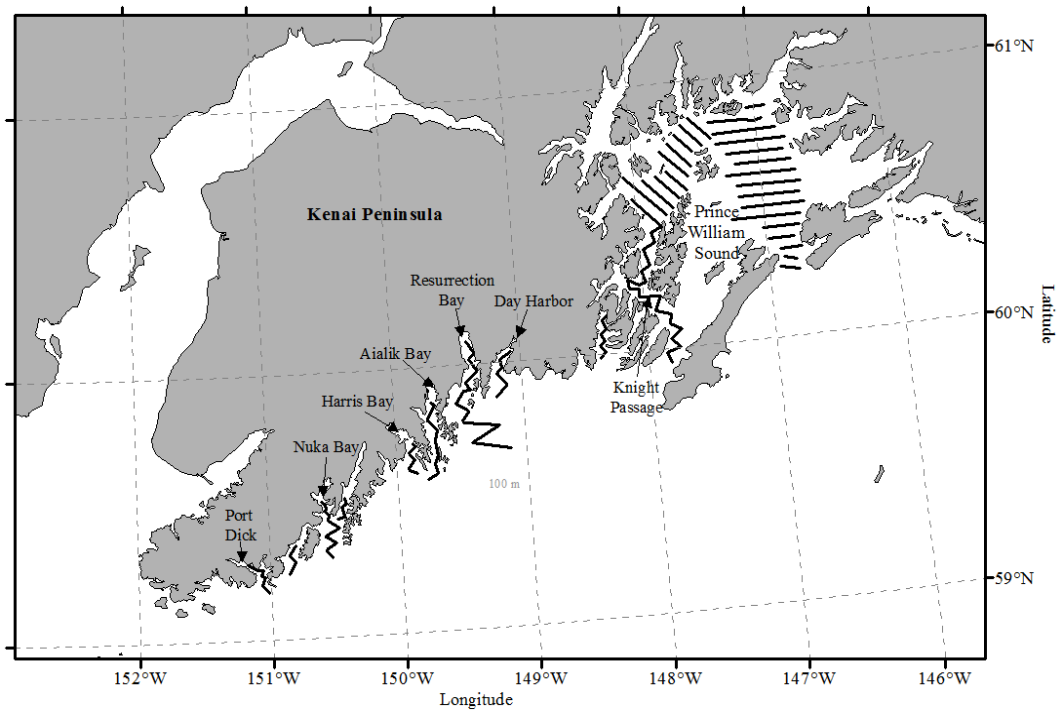 61°N
Kenai Peninsula
Prince
William
Sound
Resurrection
Bay
Day Harbor
60°N
Latitude
Aialik Bay
Knight
Passage
Harris Bay
Nuka Bay
100 m
Port
Dick
59°N
152°W
151°W
150°W
149°W
148°W
147°W
146°W
Longitude